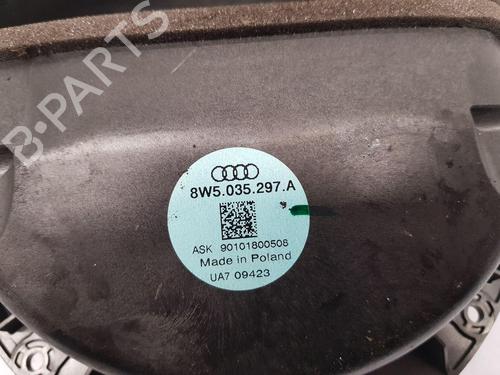 B-PARTS
8W5.035.297.A
ASK 90101800508
Made in Poland
UA7 09423